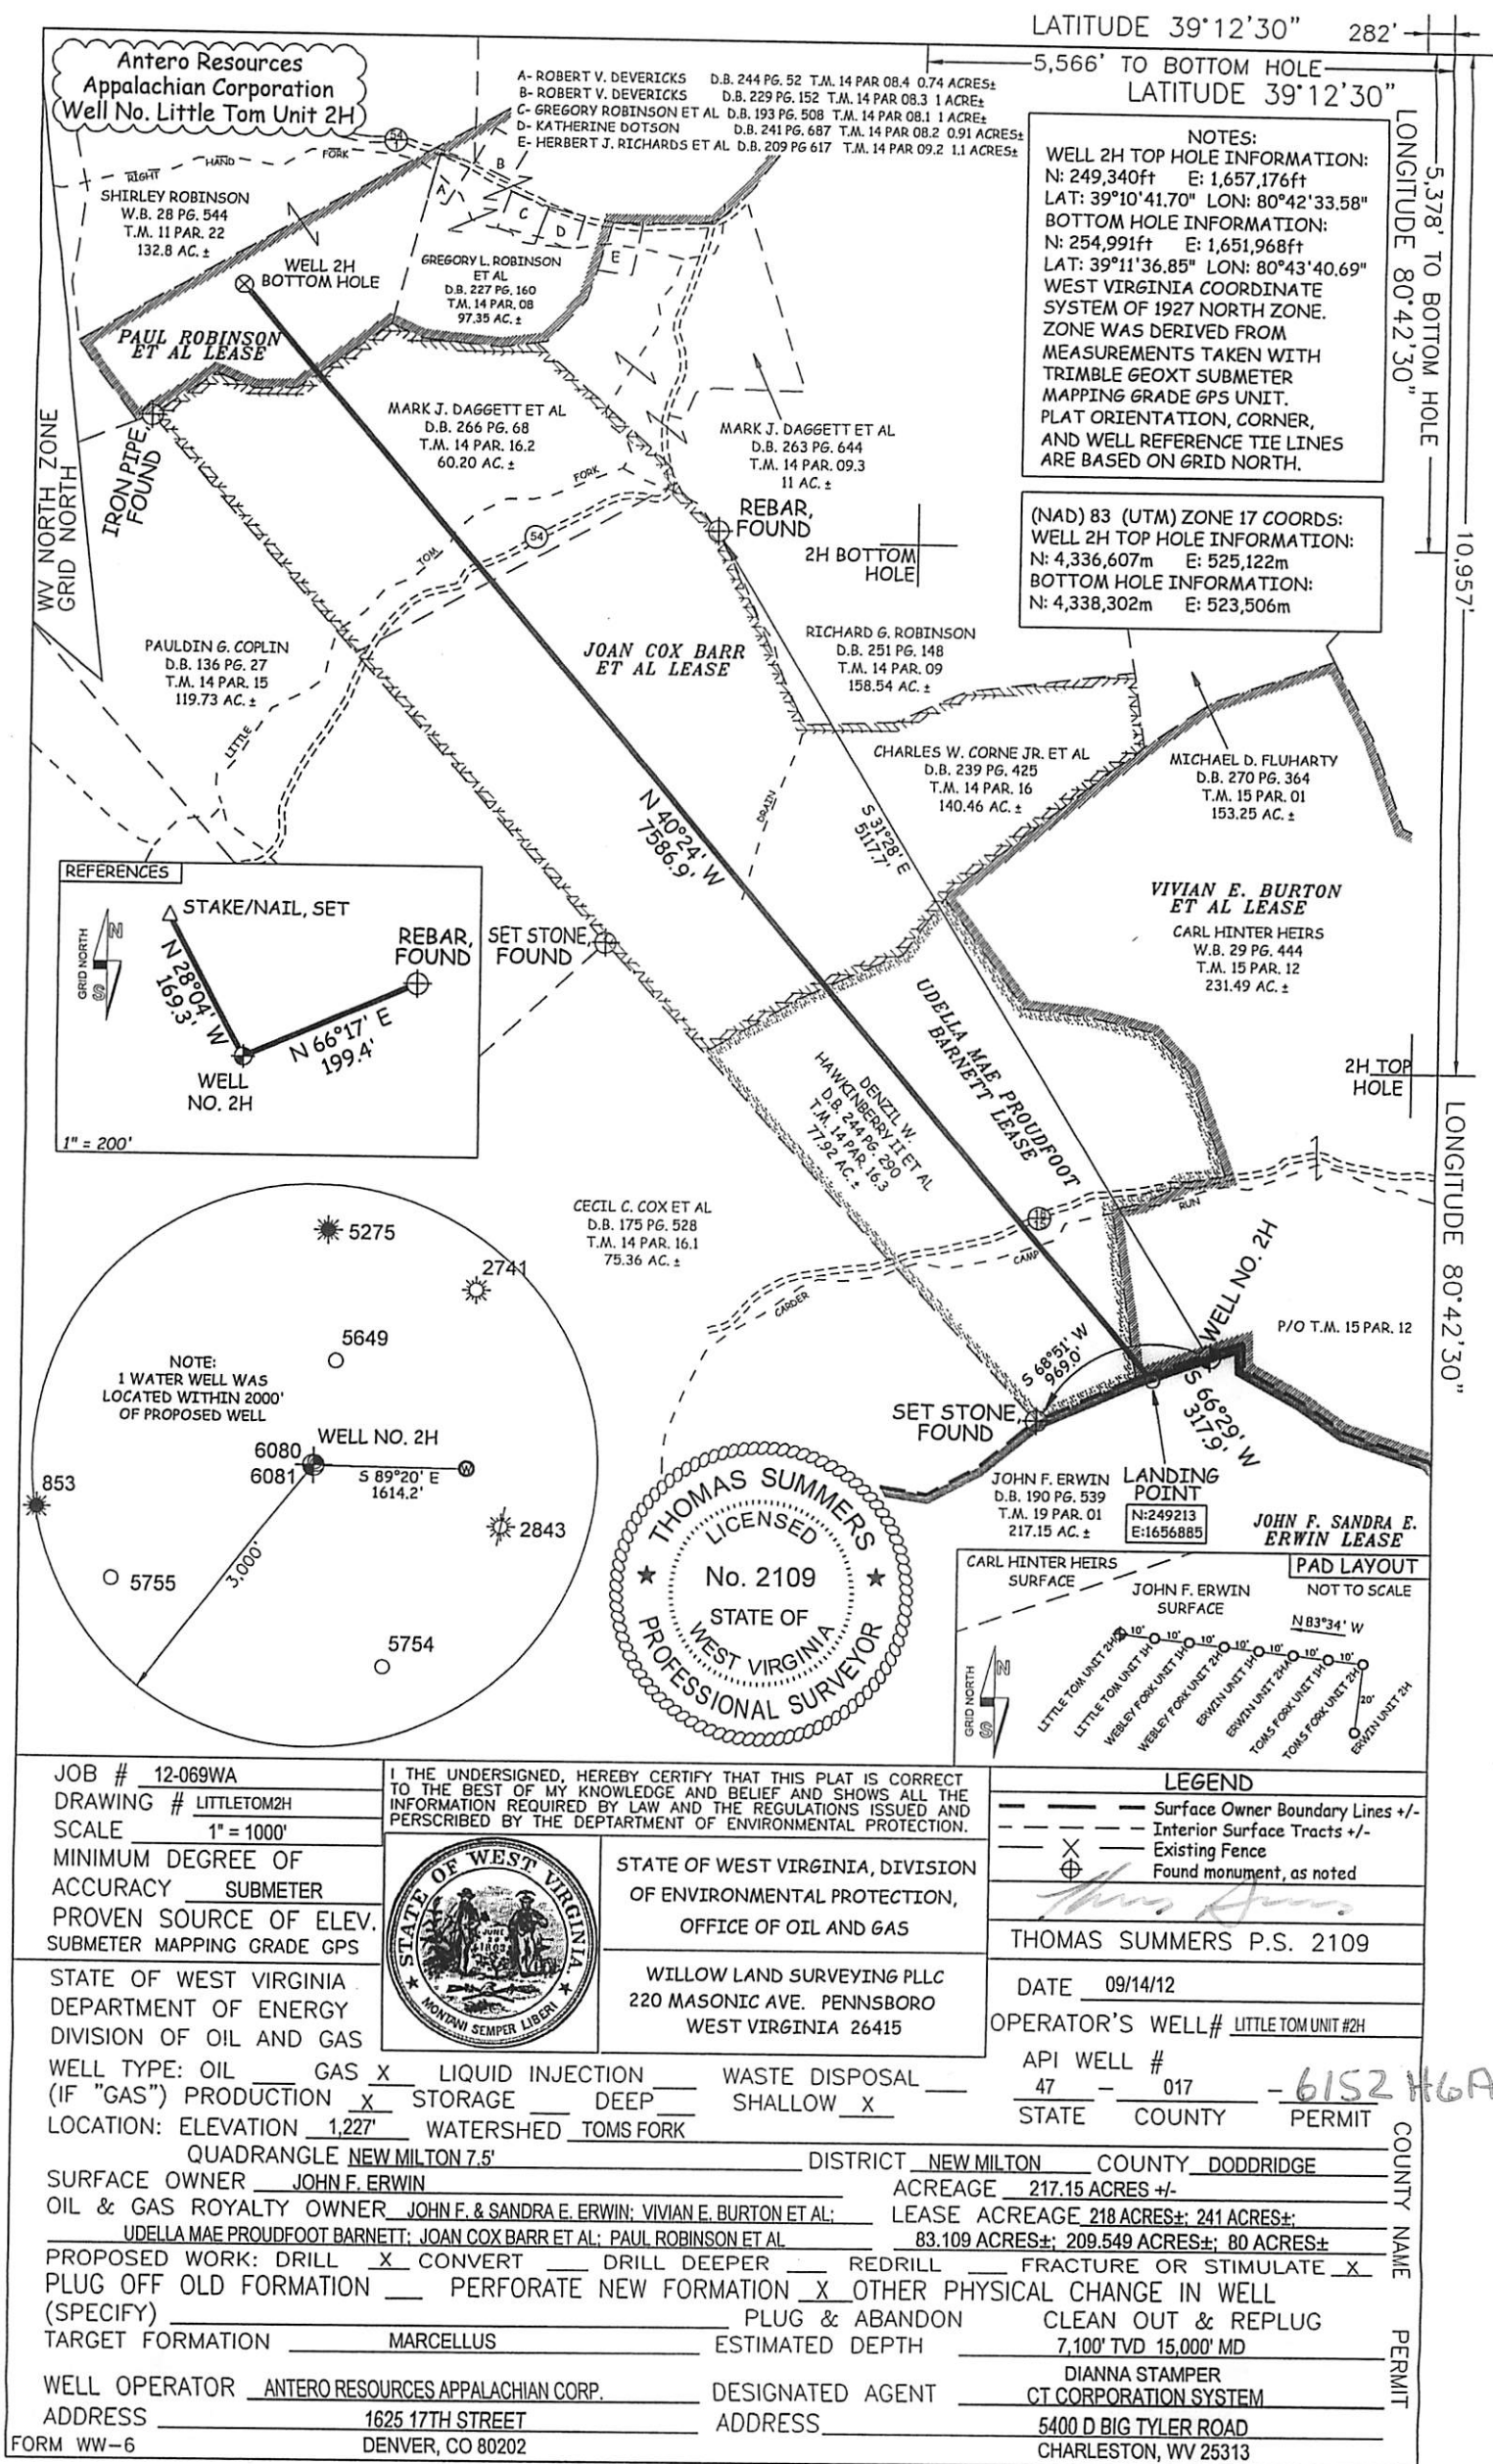 LATITUDE 39°12'30" 282'
5,566' TO BOTTOM HOLE
LATITUDE 39°12'30"
Antero Resources
Appalachian Corporation
Well No. Little Tom Unit 2H
A- ROBERT V. DEVERICKS D.B. 244 PG. 52 T.M. 14 PAR 08.4 0.74 ACRES±
B- ROBERT V. DEVERICKS D.B. 229 PG. 152 T.M. 14 PAR 08.3 1 ACRE±
C- GREGORY ROBINSON ET AL D.B. 193 PG. 508 T.M. 14 PAR 08.1 1 ACRE±
D- KATHERINE DOTSON D.B. 241 PG. 687 T.M. 14 PAR 08.2 0.91 ACRES±
E- HERBERT J. RICHARDS ET AL D.B. 209 PG 617 T.M. 14 PAR 09.2 1.1 ACRES±
NOTES:
WELL 2H TOP HOLE INFORMATION:
N: 249,340ft E: 1,657,176ft
LAT: 39°10'41.70" LON: 80°42'33.58"
BOTTOM HOLE INFORMATION:
N: 254,991ft E: 1,651,968ft
LAT: 39°11'36.85" LON: 80°43'40.69"
WEST VIRGINIA COORDINATE
SYSTEM OF 1927 NORTH ZONE.
ZONE WAS DERIVED FROM
MEASUREMENTS TAKEN WITH
TRIMBLE GEOXT SUBMETER
MAPPING GRADE GPS UNIT.
PLAT ORIENTATION, CORNER,
AND WELL REFERENCE TIE LINES
ARE BASED ON GRID NORTH.
LONGITUDE 80°42'30"
5,378' TO BOTTOM HOLE
10,957'
(NAD) 83 (UTM) ZONE 17 COORDS:
WELL 2H TOP HOLE INFORMATION:
N: 4,336,607m E: 525,122m
BOTTOM HOLE INFORMATION:
N: 4,338,302m E: 523,506m
54
1
RIGHT HAND FORK
SHIRLEY ROBINSON
W.B. 28 PG. 544
T.M. 11 PAR. 22
132.8 AC. ±
A
B
C
D
E
WELL 2H
BOTTOM HOLE
GREGORY L. ROBINSON
ET AL
D.B. 227 PG. 160
T.M. 14 PAR. 08
97.35 AC. ±
PAUL ROBINSON
ET AL LEASE
WV NORTH ZONE
GRID NORTH
IRON PIPE,
FOUND
MARK J. DAGGETT ET AL
D.B. 266 PG. 68
T.M. 14 PAR. 16.2
60.20 AC. ±
MARK J. DAGGETT ET AL
D.B. 263 PG. 644
T.M. 14 PAR. 09.3
11 AC. ±
REBAR,
FOUND
2H BOTTOM
HOLE
54
LITTLE TOM FORK
PAULDIN G. COPLIN
D.B. 136 PG. 27
T.M. 14 PAR. 15
119.73 AC. ±
JOAN COX BARR
ET AL LEASE
RICHARD G. ROBINSON
D.B. 251 PG. 148
T.M. 14 PAR. 09
158.54 AC. ±
CHARLES W. CORNE JR. ET AL
D.B. 239 PG. 425
T.M. 14 PAR. 16
140.46 AC. ±
MICHAEL D. FLUHARTY
D.B. 270 PG. 364
T.M. 15 PAR. 01
153.25 AC. ±
DRAIN
N 40°24' W
7586.9'
S 31°28' E
5117.7'
VIVIAN E. BURTON
ET AL LEASE
CARL HINTER HEIRS
W.B. 29 PG. 444
T.M. 15 PAR. 12
231.49 AC. ±
REFERENCES
STAKE/NAIL, SET
GRID NORTH
N
S
N 28°04' W
169.3'
REBAR,
FOUND
N 66°17' E
199.4'
WELL
NO. 2H
1" = 200'
SET STONE,
FOUND
UDELLA MAE PROUDFOOT
BARNETT LEASE
DENZIL W.
HAWKINBERRY II ET AL
D.B. 244 PG. 290
T.M. 14 PAR. 16.3
77.92 AC. ±
2H TOP
HOLE
LONGITUDE 80°42'30"
CECIL C. COX ET AL
D.B. 175 PG. 528
T.M. 14 PAR. 16.1
75.36 AC. ±
CARDER CAMP RUN
WELL NO. 2H
P/O T.M. 15 PAR. 12
S 68°51' W
969.0'
S 66°29' W
317.9'
SET STONE,
FOUND
LANDING
POINT
N:249213
E:1656885
JOHN F. ERWIN
D.B. 190 PG. 539
T.M. 19 PAR. 01
217.15 AC. ±
JOHN F. SANDRA E.
ERWIN LEASE
5275
2741
5649
NOTE:
1 WATER WELL WAS
LOCATED WITHIN 2000'
OF PROPOSED WELL
WELL NO. 2H
6080
6081
S 89°20' E
1614.2'
W
853
2843
5755
3,000'
5754
THOMAS SUMMERS
LICENSED
No. 2109
STATE OF
WEST VIRGINIA
PROFESSIONAL SURVEYOR
CARL HINTER HEIRS
SURFACE
PAD LAYOUT
NOT TO SCALE
JOHN F. ERWIN
SURFACE
N 83°34' W
10' 10' 10' 10' 10' 10' 10'
20'
GRID NORTH
N
S
LITTLE TOM UNIT 2H
LITTLE TOM UNIT 1H
WEBLEY FORK UNIT 1H
WEBLEY FORK UNIT 2H
ERWIN UNIT 1H
ERWIN UNIT 2HA
TOMS FORK UNIT 1H
TOMS FORK UNIT 2H
ERWIN UNIT 2H
JOB # 12-069WA
DRAWING # LITTLETOM2H
SCALE 1" = 1000'
MINIMUM DEGREE OF
ACCURACY SUBMETER
PROVEN SOURCE OF ELEV.
SUBMETER MAPPING GRADE GPS
I THE UNDERSIGNED, HEREBY CERTIFY THAT THIS PLAT IS CORRECT
TO THE BEST OF MY KNOWLEDGE AND BELIEF AND SHOWS ALL THE
INFORMATION REQUIRED BY LAW AND THE REGULATIONS ISSUED AND
PERSCRIBED BY THE DEPTARTMENT OF ENVIRONMENTAL PROTECTION.
STATE OF WEST VIRGINIA
MONTANI SEMPER LIBERI
STATE OF WEST VIRGINIA, DIVISION
OF ENVIRONMENTAL PROTECTION,
OFFICE OF OIL AND GAS
WILLOW LAND SURVEYING PLLC
220 MASONIC AVE. PENNSBORO
WEST VIRGINIA 26415
LEGEND
Surface Owner Boundary Lines +/-
Interior Surface Tracts +/-
X Existing Fence
Found monument, as noted
THOMAS SUMMERS P.S. 2109
DATE 09/14/12
OPERATOR'S WELL# LITTLE TOM UNIT #2H
API WELL #
47 - 017 - 6152 H6A
STATE COUNTY PERMIT
STATE OF WEST VIRGINIA
DEPARTMENT OF ENERGY
DIVISION OF OIL AND GAS
WELL TYPE: OIL GAS X LIQUID INJECTION WASTE DISPOSAL
(IF "GAS") PRODUCTION X STORAGE DEEP SHALLOW X
LOCATION: ELEVATION 1,227' WATERSHED TOMS FORK
QUADRANGLE NEW MILTON 7.5' DISTRICT NEW MILTON COUNTY DODDRIDGE
SURFACE OWNER JOHN F. ERWIN ACREAGE 217.15 ACRES +/-
OIL & GAS ROYALTY OWNER JOHN F. & SANDRA E. ERWIN; VIVIAN E. BURTON ET AL; LEASE ACREAGE 218 ACRES±; 241 ACRES±;
UDELLA MAE PROUDFOOT BARNETT; JOAN COX BARR ET AL; PAUL ROBINSON ET AL 83.109 ACRES±; 209.549 ACRES±; 80 ACRES±
PROPOSED WORK: DRILL X CONVERT DRILL DEEPER REDRILL FRACTURE OR STIMULATE X
PLUG OFF OLD FORMATION PERFORATE NEW FORMATION X OTHER PHYSICAL CHANGE IN WELL
(SPECIFY) PLUG & ABANDON CLEAN OUT & REPLUG
TARGET FORMATION MARCELLUS ESTIMATED DEPTH 7,100' TVD 15,000' MD
WELL OPERATOR ANTERO RESOURCES APPALACHIAN CORP. DESIGNATED AGENT DIANNA STAMPER
CT CORPORATION SYSTEM
ADDRESS 1625 17TH STREET ADDRESS 5400 D BIG TYLER ROAD
FORM WW-6 DENVER, CO 80202 CHARLESTON, WV 25313
COUNTY NAME
PERMIT